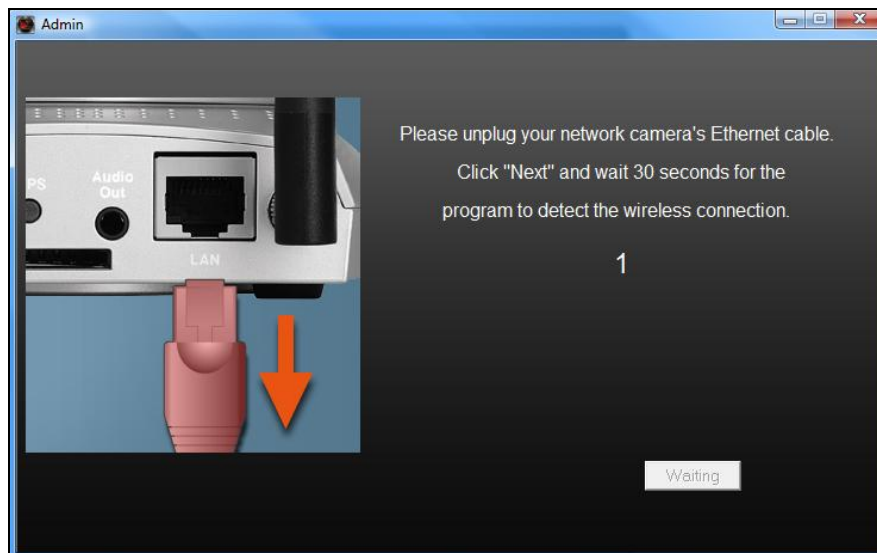 Admin
PS
Audio
Out
LAN
Please unplug your network camera's Ethernet cable.
Click "Next" and wait 30 seconds for the
program to detect the wireless connection.
1
Waiting